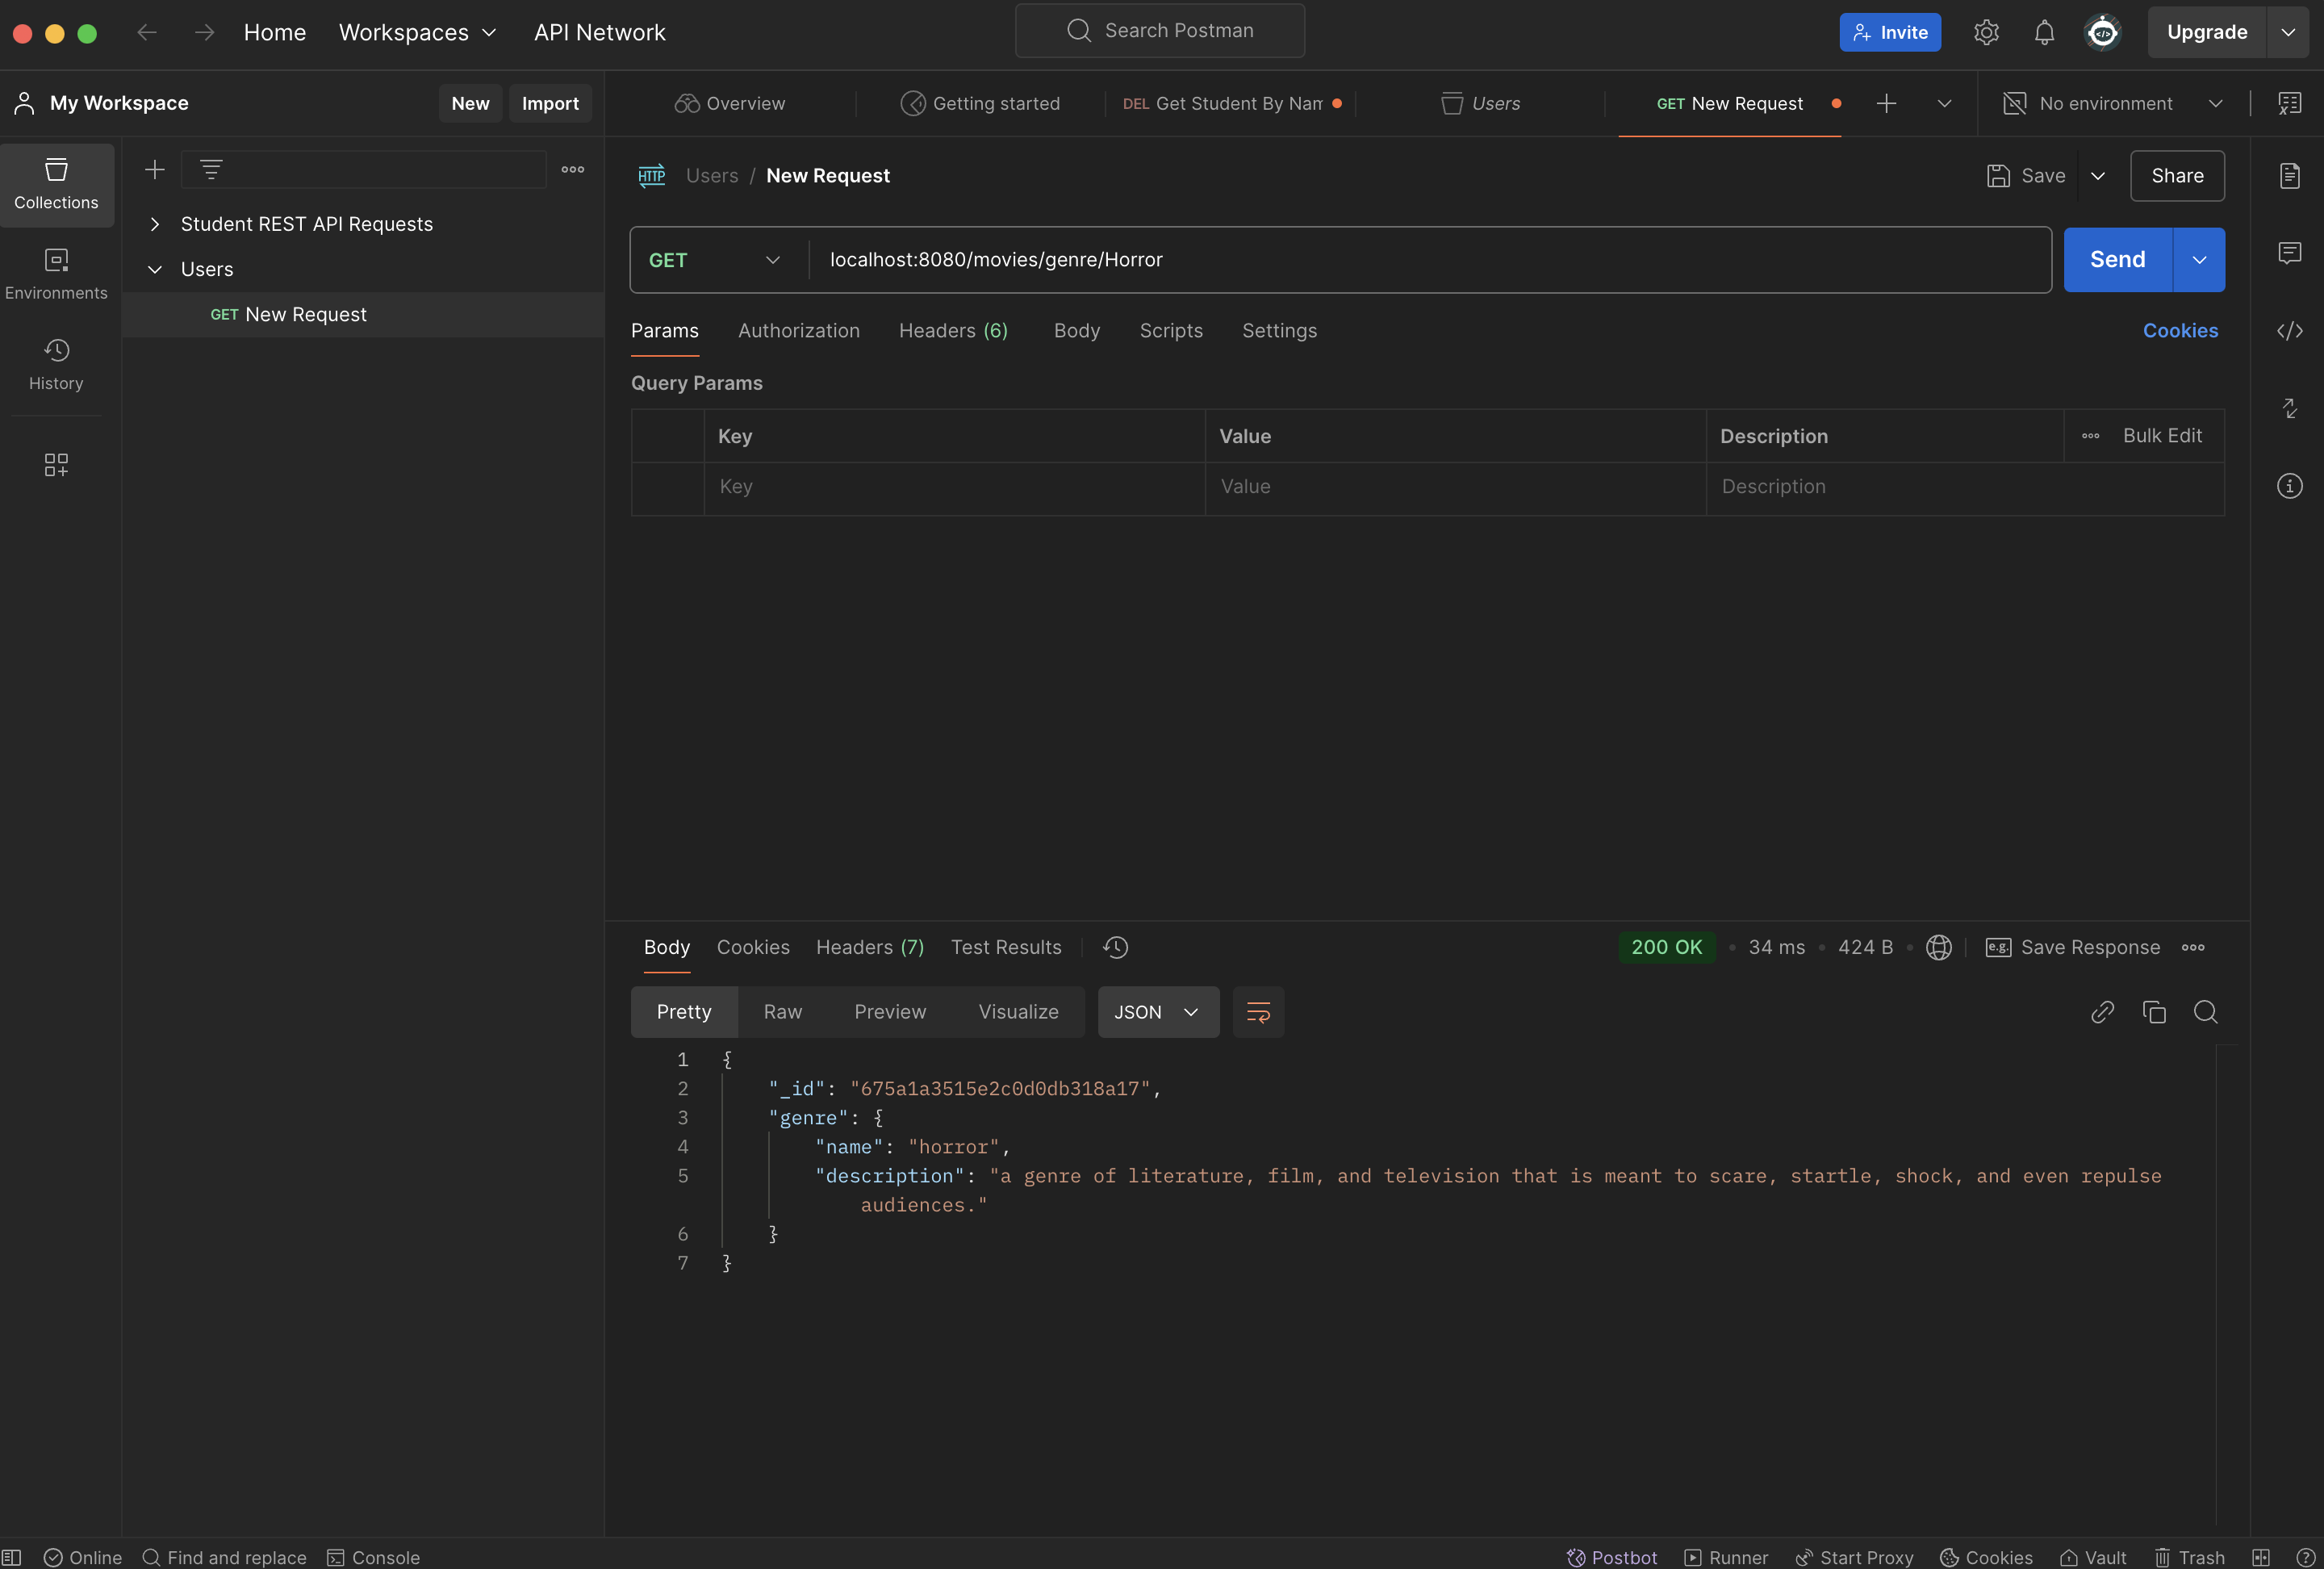 Home Workspaces API Network Search Postman Invite Upgrade
My Workspace New Import Overview Getting started DEL Get Student By Nam Users GET New Request No environment
Collections
Environments
History
Student REST API Requests
Users
GET New Request
HTTP Users / New Request Save Share
GET localhost:8080/movies/genre/Horror Send
Params Authorization Headers (6) Body Scripts Settings Cookies
Query Params
Key Value Description Bulk Edit
Key Value Description
Body Cookies Headers (7) Test Results 200 OK 34 ms 424 B e.g. Save Response
Pretty Raw Preview Visualize JSON
1 {
2 "_id": "675a1a3515e2c0d0db318a17",
3 "genre": {
4 "name": "horror",
5 "description": "a genre of literature, film, and television that is meant to scare, startle, shock, and even repulse
audiences."
6 }
7 }
Online Find and replace Console Postbot Runner Start Proxy Cookies Vault Trash